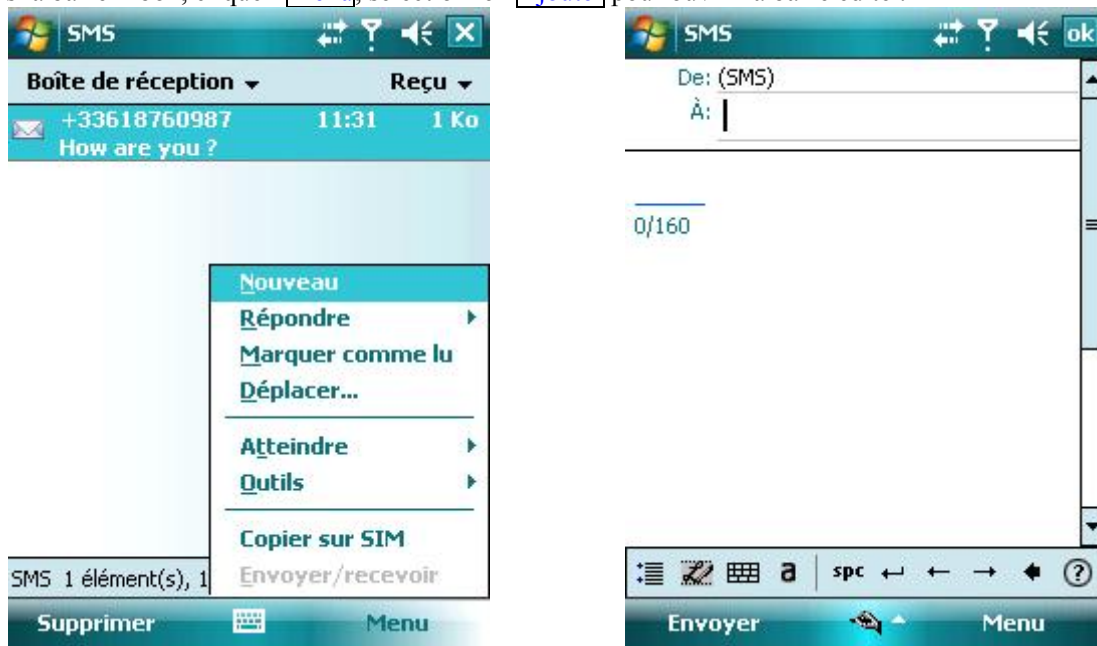 SMS
Boîte de réception Reçu
+33618760987 11:31 1 Ko
How are you ?
Nouveau
Répondre
Marquer comme lu
Déplacer...
Atteindre
Outils
Copier sur SIM
Envoyer/recevoir
SMS 1 élément(s), 1
Supprimer Menu
SMS ok
De: (SMS)
À:
0/160
a spc ?
Envoyer Menu